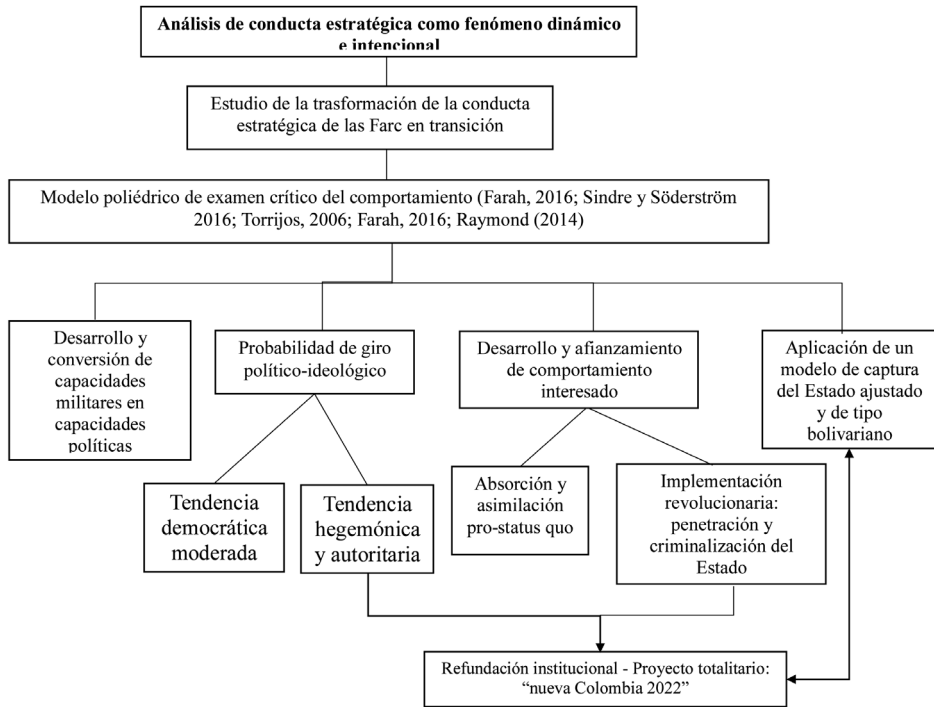 Análisis de conducta estratégica como fenómeno dinámico
e intencional
Estudio de la trasformación de la conducta
estratégica de las Farc en transición
Modelo poliédrico de examen crítico del comportamiento (Farah, 2016; Sindre y Söderström
2016; Torrijos, 2006; Farah, 2016; Raymond (2014)
Desarrollo y
conversión de
capacidades
militares en
capacidades
políticas
Probabilidad de giro
político-ideológico
Desarrollo y afianzamiento
de comportamiento
interesado
Aplicación de un
modelo de captura
del Estado ajustado
y de tipo
bolivariano
Tendencia
democrática
moderada
Tendencia
hegemónica
y autoritaria
Absorción y
asimilación
pro-status quo
Implementación
revolucionaria:
penetración y
criminalización del
Estado
Refundación institucional - Proyecto totalitario:
“nueva Colombia 2022”